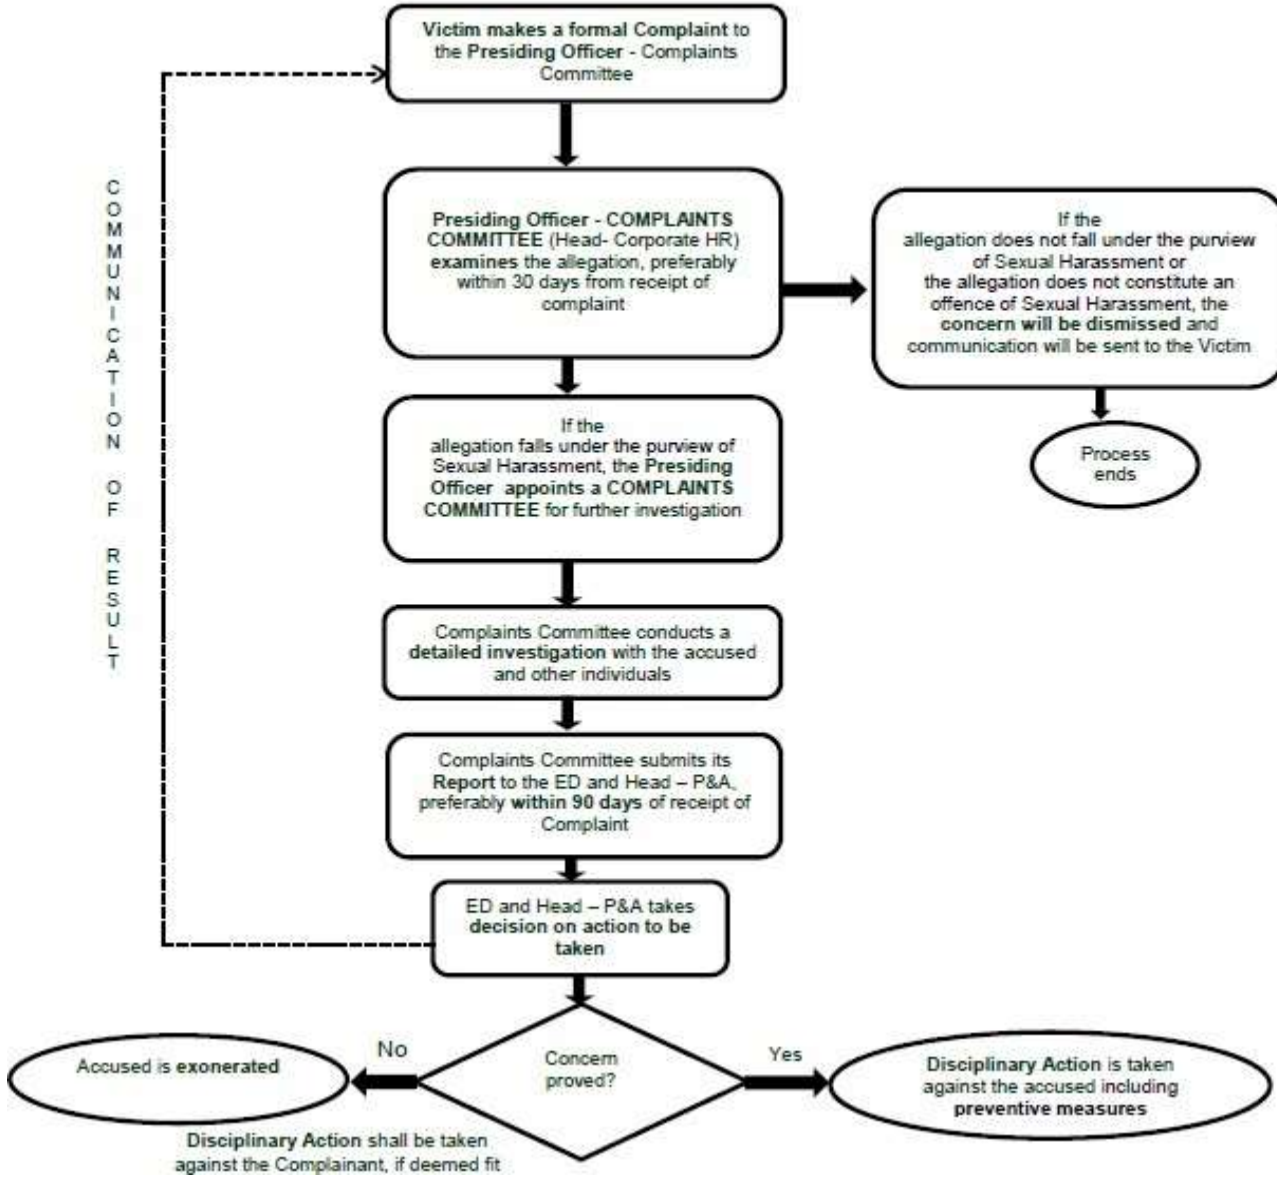 Victim makes a formal Complaint to
the Presiding Officer - Complaints
Committee
COMMUNICATION OF RESULT
Presiding Officer - COMPLAINTS
COMMITTEE (Head- Corporate HR)
examines the allegation, preferably
within 30 days from receipt of
complaint
If the
allegation does not fall under the purview
of Sexual Harassment or
the allegation does not constitute an
offence of Sexual Harassment, the
concern will be dismissed and
communication will be sent to the Victim
Process
ends
If the
allegation falls under the purview of
Sexual Harassment, the Presiding
Officer appoints a COMPLAINTS
COMMITTEE for further investigation
Complaints Committee conducts a
detailed investigation with the accused
and other individuals
Complaints Committee submits its
Report to the ED and Head – P&A,
preferably within 90 days of receipt of
Complaint
ED and Head – P&A takes
decision on action to be
taken
Concern
proved?
No
Accused is exonerated
Disciplinary Action shall be taken
against the Complainant, if deemed fit
Yes
Disciplinary Action is taken
against the accused including
preventive measures